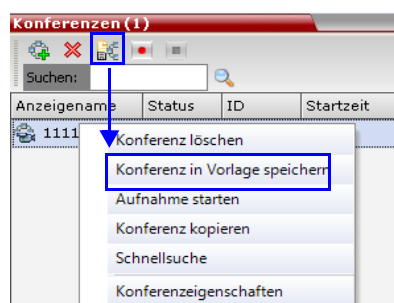 Konferenzen (1)
Suchen:
Anzeigename Status ID Startzeit
1111
Konferenz löschen
Konferenz in Vorlage speichern
Aufnahme starten
Konferenz kopieren
Schnellsuche
Konferenzeigenschaften